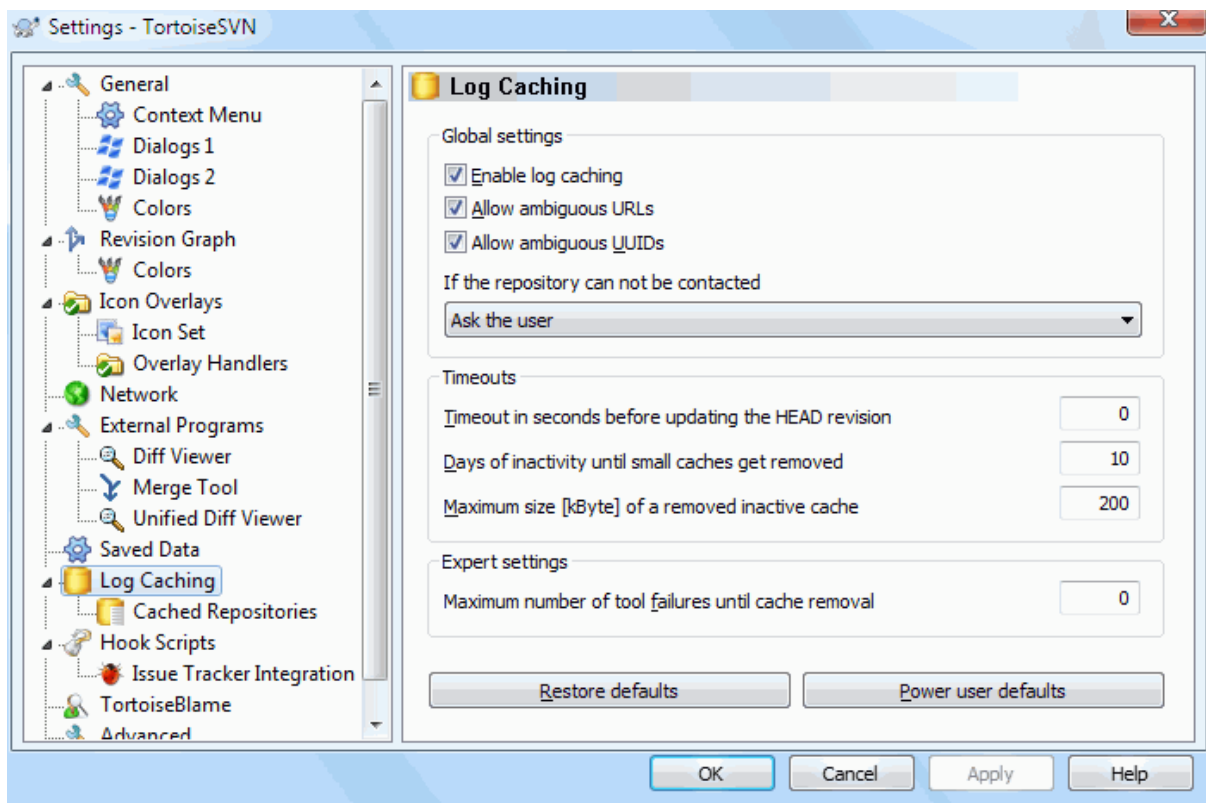 Settings - TortoiseSVN
General
Context Menu
Dialogs 1
Dialogs 2
Colors
Revision Graph
Colors
Icon Overlays
Icon Set
Overlay Handlers
Network
External Programs
Diff Viewer
Merge Tool
Unified Diff Viewer
Saved Data
Log Caching
Cached Repositories
Hook Scripts
Issue Tracker Integration
TortoiseBlame
Advanced
Log Caching
Global settings
Enable log caching
Allow ambiguous URLs
Allow ambiguous UUIDs
If the repository can not be contacted
Ask the user
Timeouts
Timeout in seconds before updating the HEAD revision 0
Days of inactivity until small caches get removed 10
Maximum size [kByte] of a removed inactive cache 200
Expert settings
Maximum number of tool failures until cache removal 0
Restore defaults Power user defaults
OK Cancel Apply Help